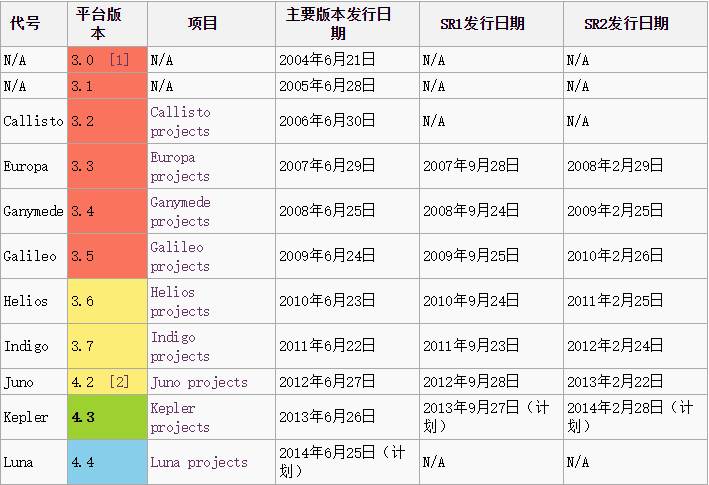 代号 平台版本 项目 主要版本发行日期 SR1发行日期 SR2发行日期
N/A 3.0 [1] N/A 2004年6月21日 N/A N/A
N/A 3.1 N/A 2005年6月28日 N/A N/A
Callisto 3.2 Callisto projects 2006年6月30日 N/A N/A
Europa 3.3 Europa projects 2007年6月29日 2007年9月28日 2008年2月29日
Ganymede 3.4 Ganymede projects 2008年6月25日 2008年9月24日 2009年2月25日
Galileo 3.5 Galileo projects 2009年6月24日 2009年9月25日 2010年2月26日
Helios 3.6 Helios projects 2010年6月23日 2010年9月24日 2011年2月25日
Indigo 3.7 Indigo projects 2011年6月22日 2011年9月23日 2012年2月24日
Juno 4.2 [2] Juno projects 2012年6月27日 2012年9月28日 2013年2月22日
Kepler 4.3 Kepler projects 2013年6月26日 2013年9月27日（计划） 2014年2月28日（计划）
Luna 4.4 Luna projects 2014年6月25日（计划） N/A N/A